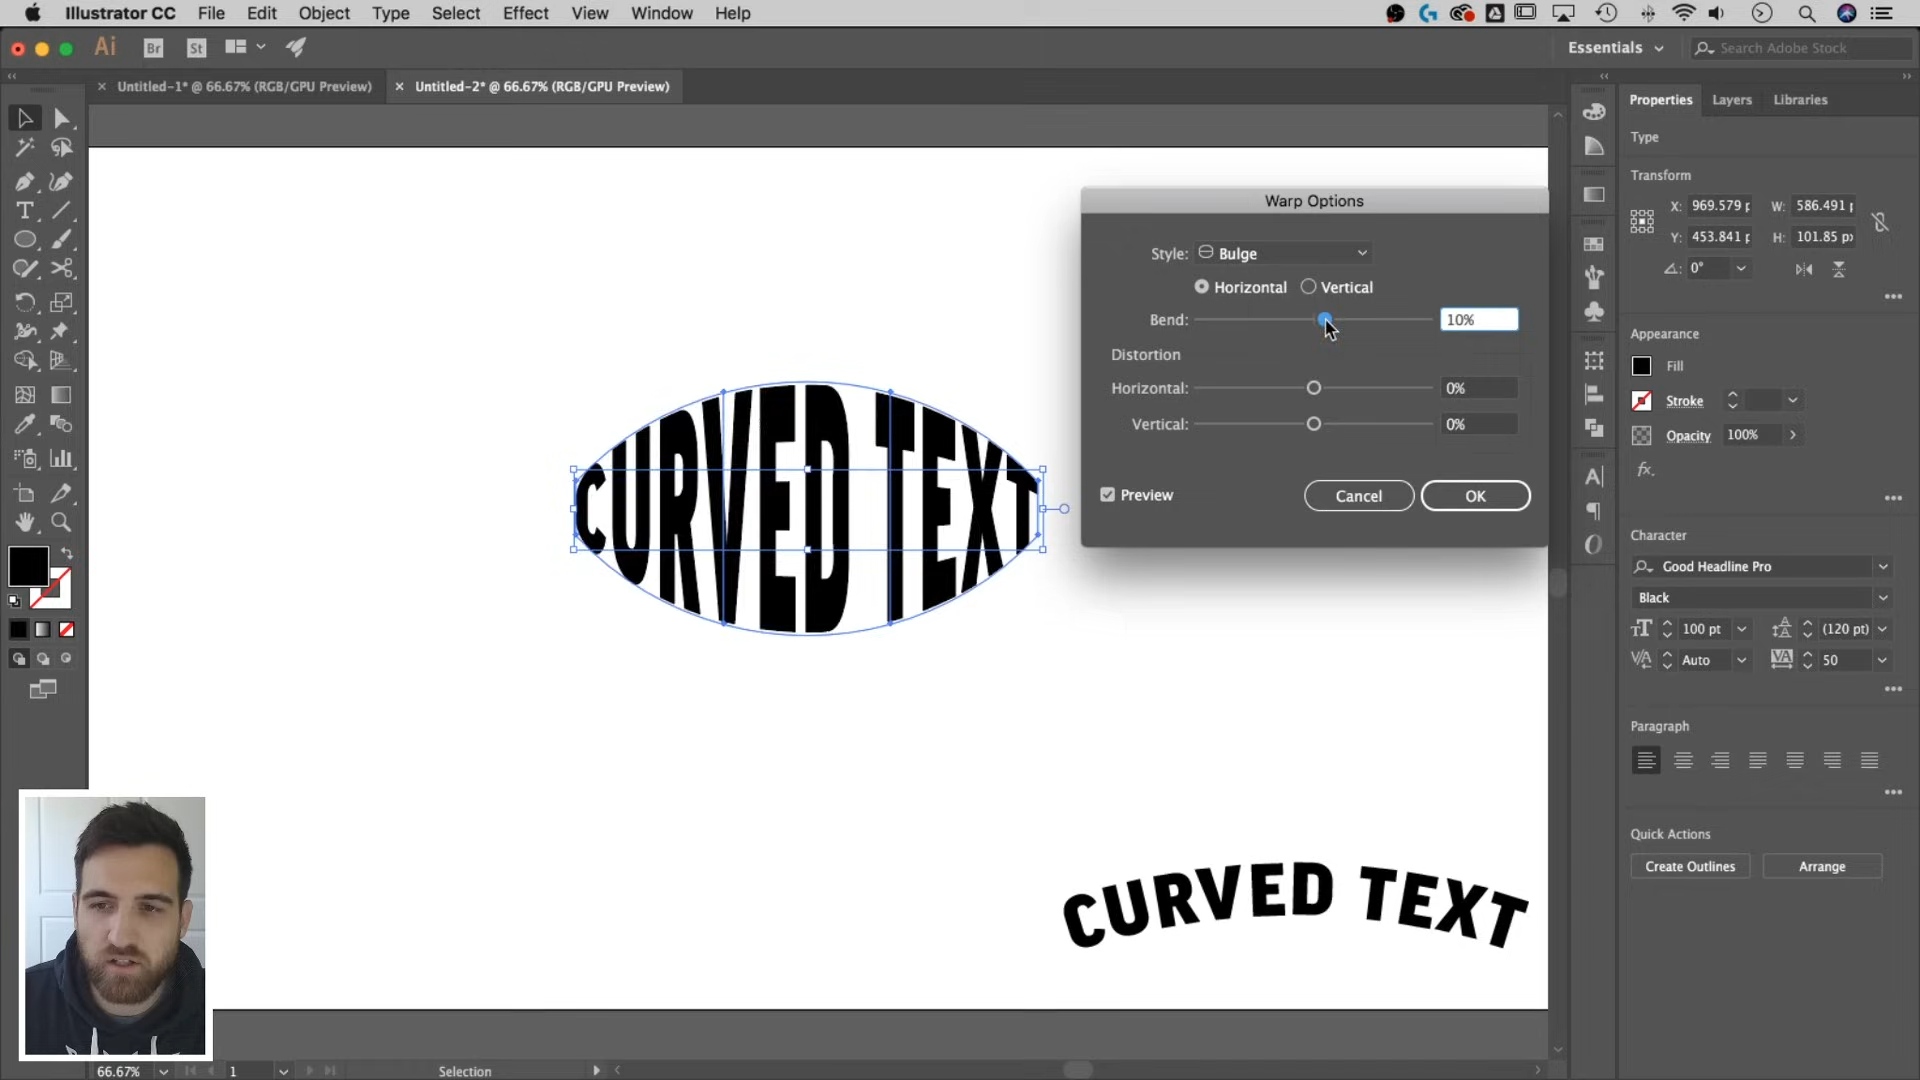 Illustrator CC File Edit Object Type Select Effect View Window Help
Ai Br St Essentials Search Adobe Stock
Untitled-1* @ 66.67% (RGB/GPU Preview) Untitled-2* @ 66.67% (RGB/GPU Preview)
Properties Layers Libraries
Type
Transform
X: 969.579 p W: 586.491 p
Y: 453.841 p H: 101.85 px
0°
Appearance
Fill
Stroke
Opacity 100%
fx.
Character
Good Headline Pro
Black
100 pt (120 pt)
Auto 50
Paragraph
Quick Actions
Create Outlines Arrange
Warp Options
Style: Bulge
Horizontal Vertical
Bend: 10%
Distortion
Horizontal: 0%
Vertical: 0%
Preview Cancel OK
CURVED TEXT
CURVED TEXT
66.67% 1 Selection